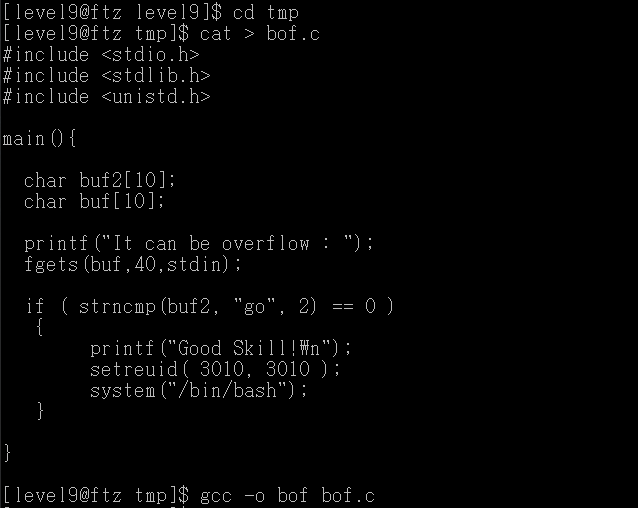 [level9@ftz level9]$ cd tmp
[level9@ftz tmp]$ cat > bof.c
#include <stdio.h>
#include <stdlib.h>
#include <unistd.h>
main(){
char buf2[10];
char buf[10];
printf("It can be overflow : ");
fgets(buf,40,stdin);
if ( strncmp(buf2, "go", 2) == 0 )
{
printf("Good Skill!₩n");
setreuid( 3010, 3010 );
system("/bin/bash");
}
}
[level9@ftz tmp]$ gcc -o bof bof.c